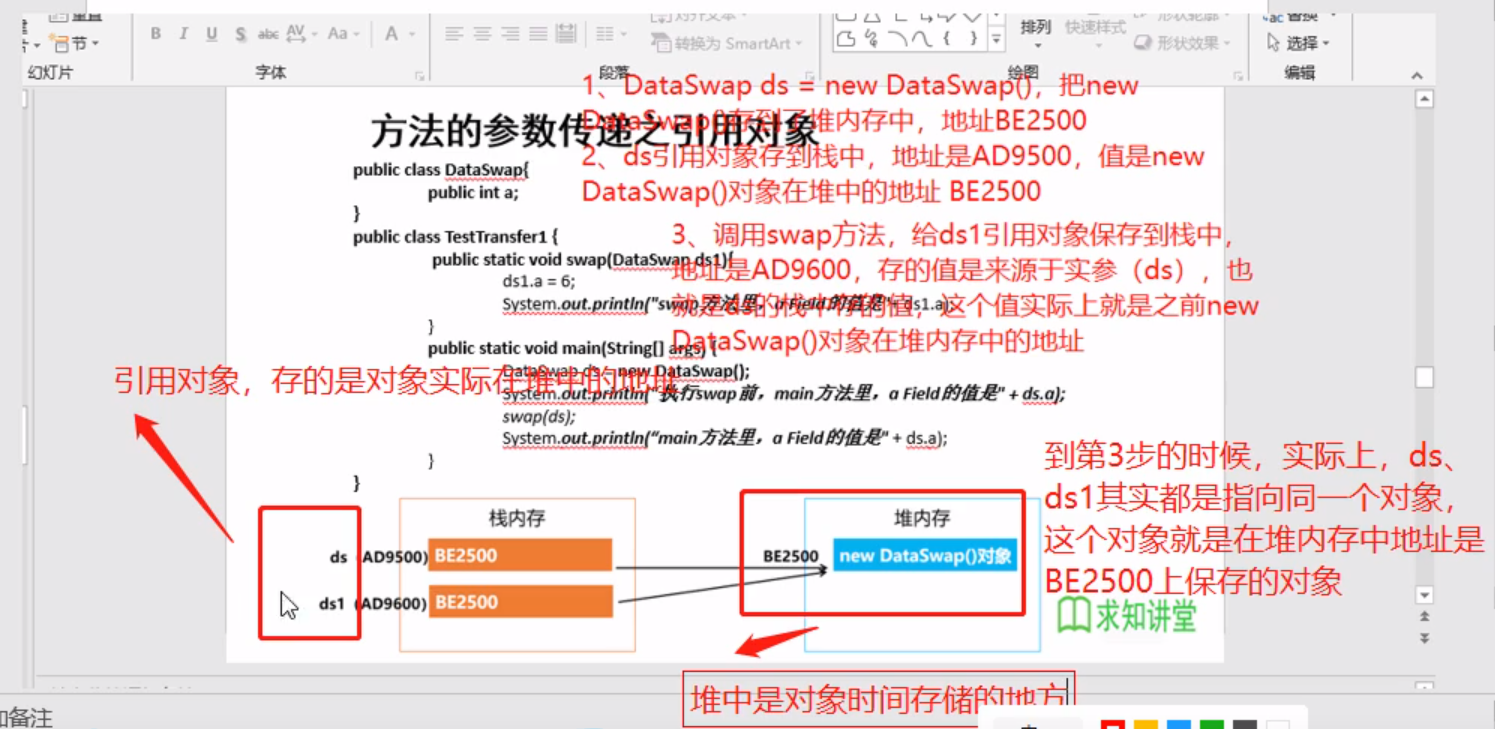 重置
节
幻灯片
B I U S abc AV Aa A
字体
段落
对齐文本
转换为 SmartArt
排列
快速样式
形状轮廓
形状效果
绘图
替换
选择
编辑
1、DataSwap ds = new DataSwap()，把new
DataSwap()存到了堆内存中，地址BE2500
2、ds引用对象存到栈中，地址是AD9500，值是new
DataSwap()对象在堆中的地址 BE2500
3、调用swap方法，给ds1引用对象保存到栈中，
地址是AD9600，存的值是来源于实参（ds），也
就是ds的栈中存的值，这个值实际上就是之前new
DataSwap()对象在堆内存中的地址
方法的参数传递之引用对象
public class DataSwap{
public int a;
}
public class TestTransfer1 {
public static void swap(DataSwap ds1){
ds1.a = 6;
System.out.println("swap方法里，a Field的值是" + ds1.a);
}
public static void main(String[] args) {
DataSwap ds = new DataSwap();
System.out.println("执行swap前，main方法里，a Field的值是" + ds.a);
swap(ds);
System.out.println(“main方法里，a Field的值是" + ds.a);
}
}
引用对象，存的是对象实际在堆中的地址
到第3步的时候，实际上，ds、
ds1其实都是指向同一个对象，
这个对象就是在堆内存中地址是
BE2500上保存的对象
栈内存
ds (AD9500) BE2500
ds1 (AD9600) BE2500
堆内存
BE2500 new DataSwap()对象
求知讲堂
堆中是对象时间存储的地方
备注